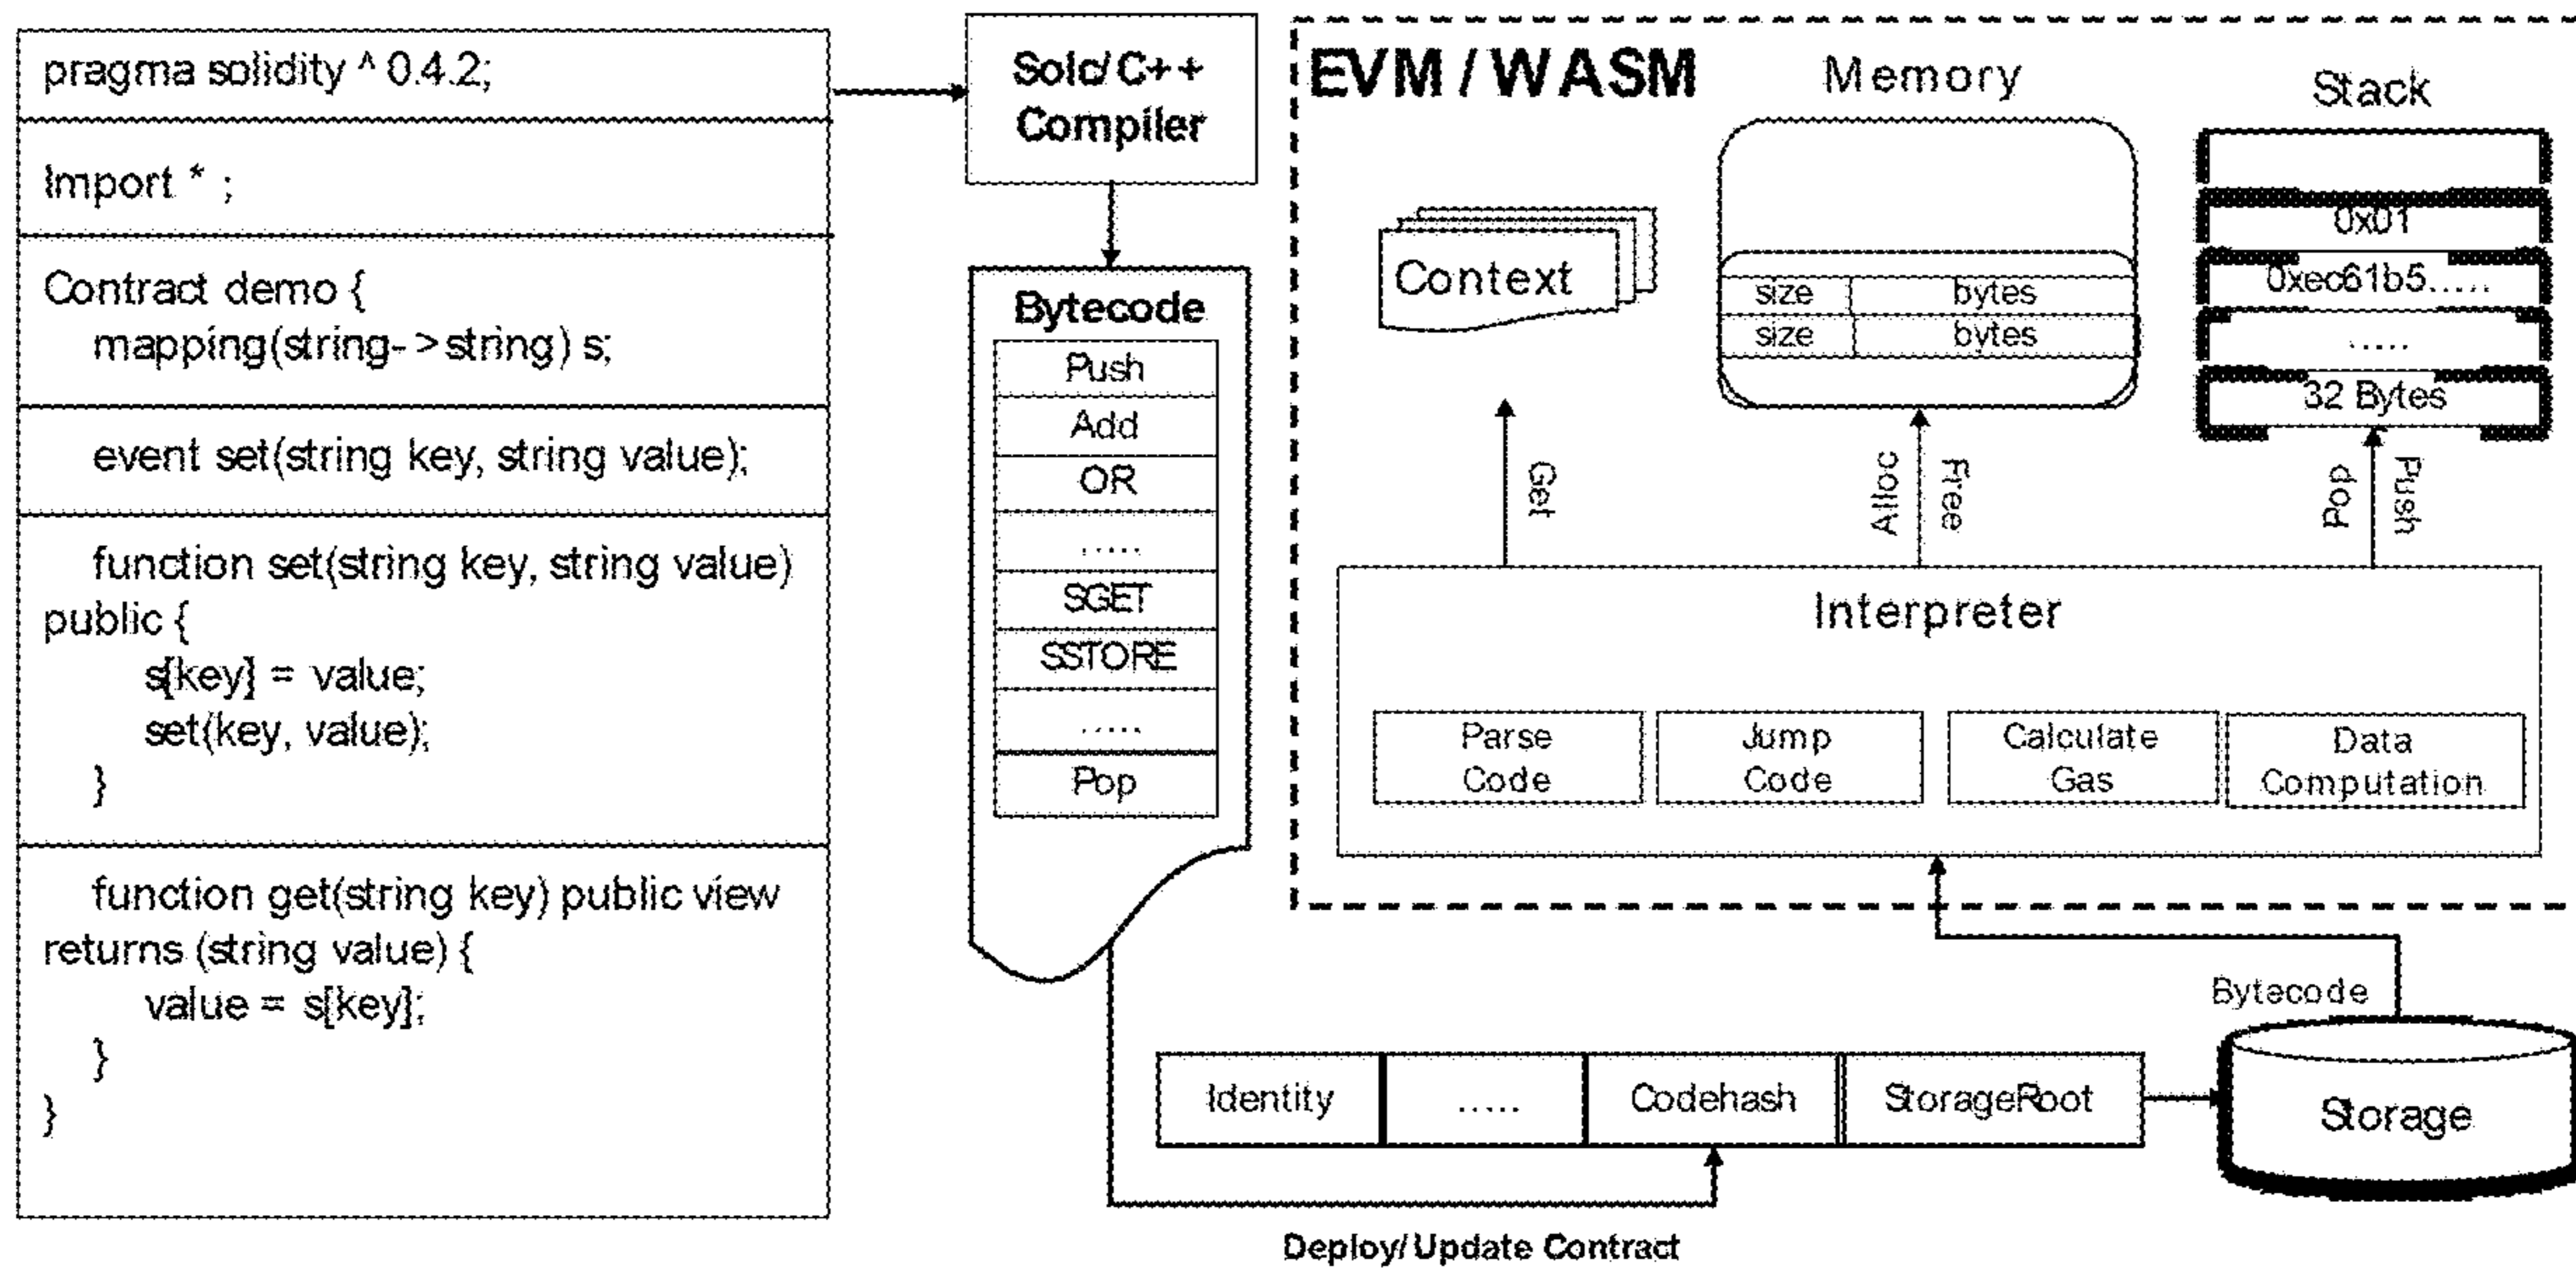 pragma solidity ^ 0.4.2;
Import * ;
Contract demo {
mapping(string->string) s;
event set(string key, string value);
function set(string key, string value)
public {
s[key] = value;
set(key, value);
}
function get(string key) public view
returns (string value) {
value = s[key];
}
}
Solc/C++
Compiler
Bytecode
Push
Add
OR
.....
SGET
SSTORE
.....
Pop
EVM / WASM
Memory
Stack
Context
size bytes
size bytes
0x01
0xec61b5.....
.....
32 Bytes
Get
Alloc
Free
Pop
Push
Interpreter
Parse
Code
Jump
Code
Calculate
Gas
Data
Computation
Bytecode
Identity
.....
Codehash
StorageRoot
Storage
Deploy/Update Contract